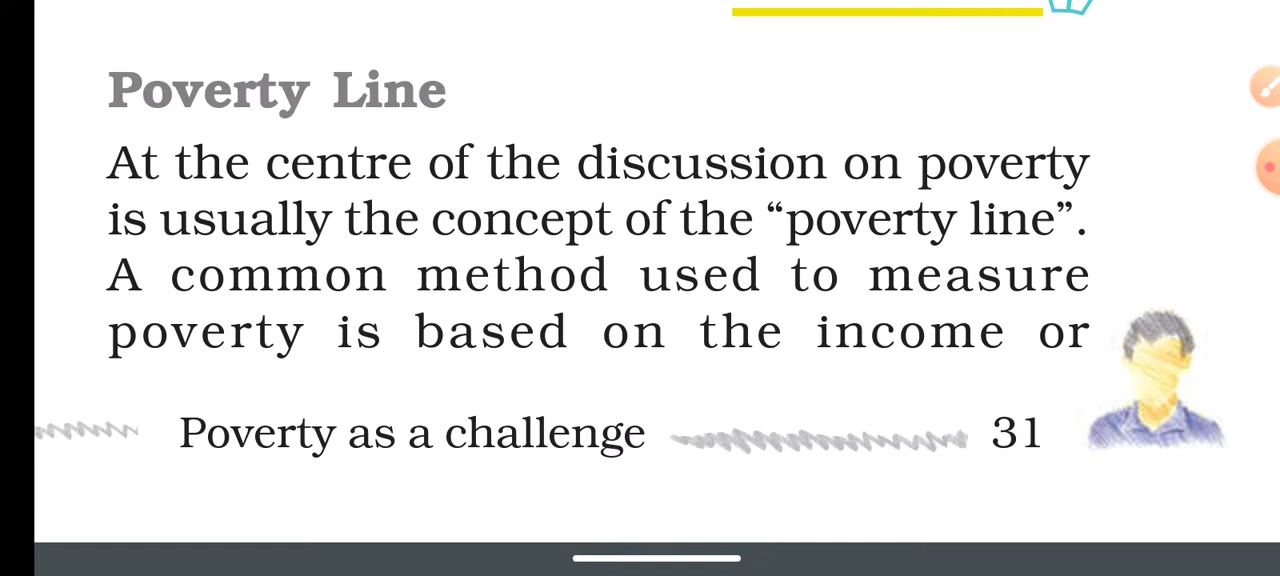 Poverty Line
At the centre of the discussion on poverty
is usually the concept of the “poverty line”.
A common method used to measure
poverty is based on the income or
Poverty as a challenge 31